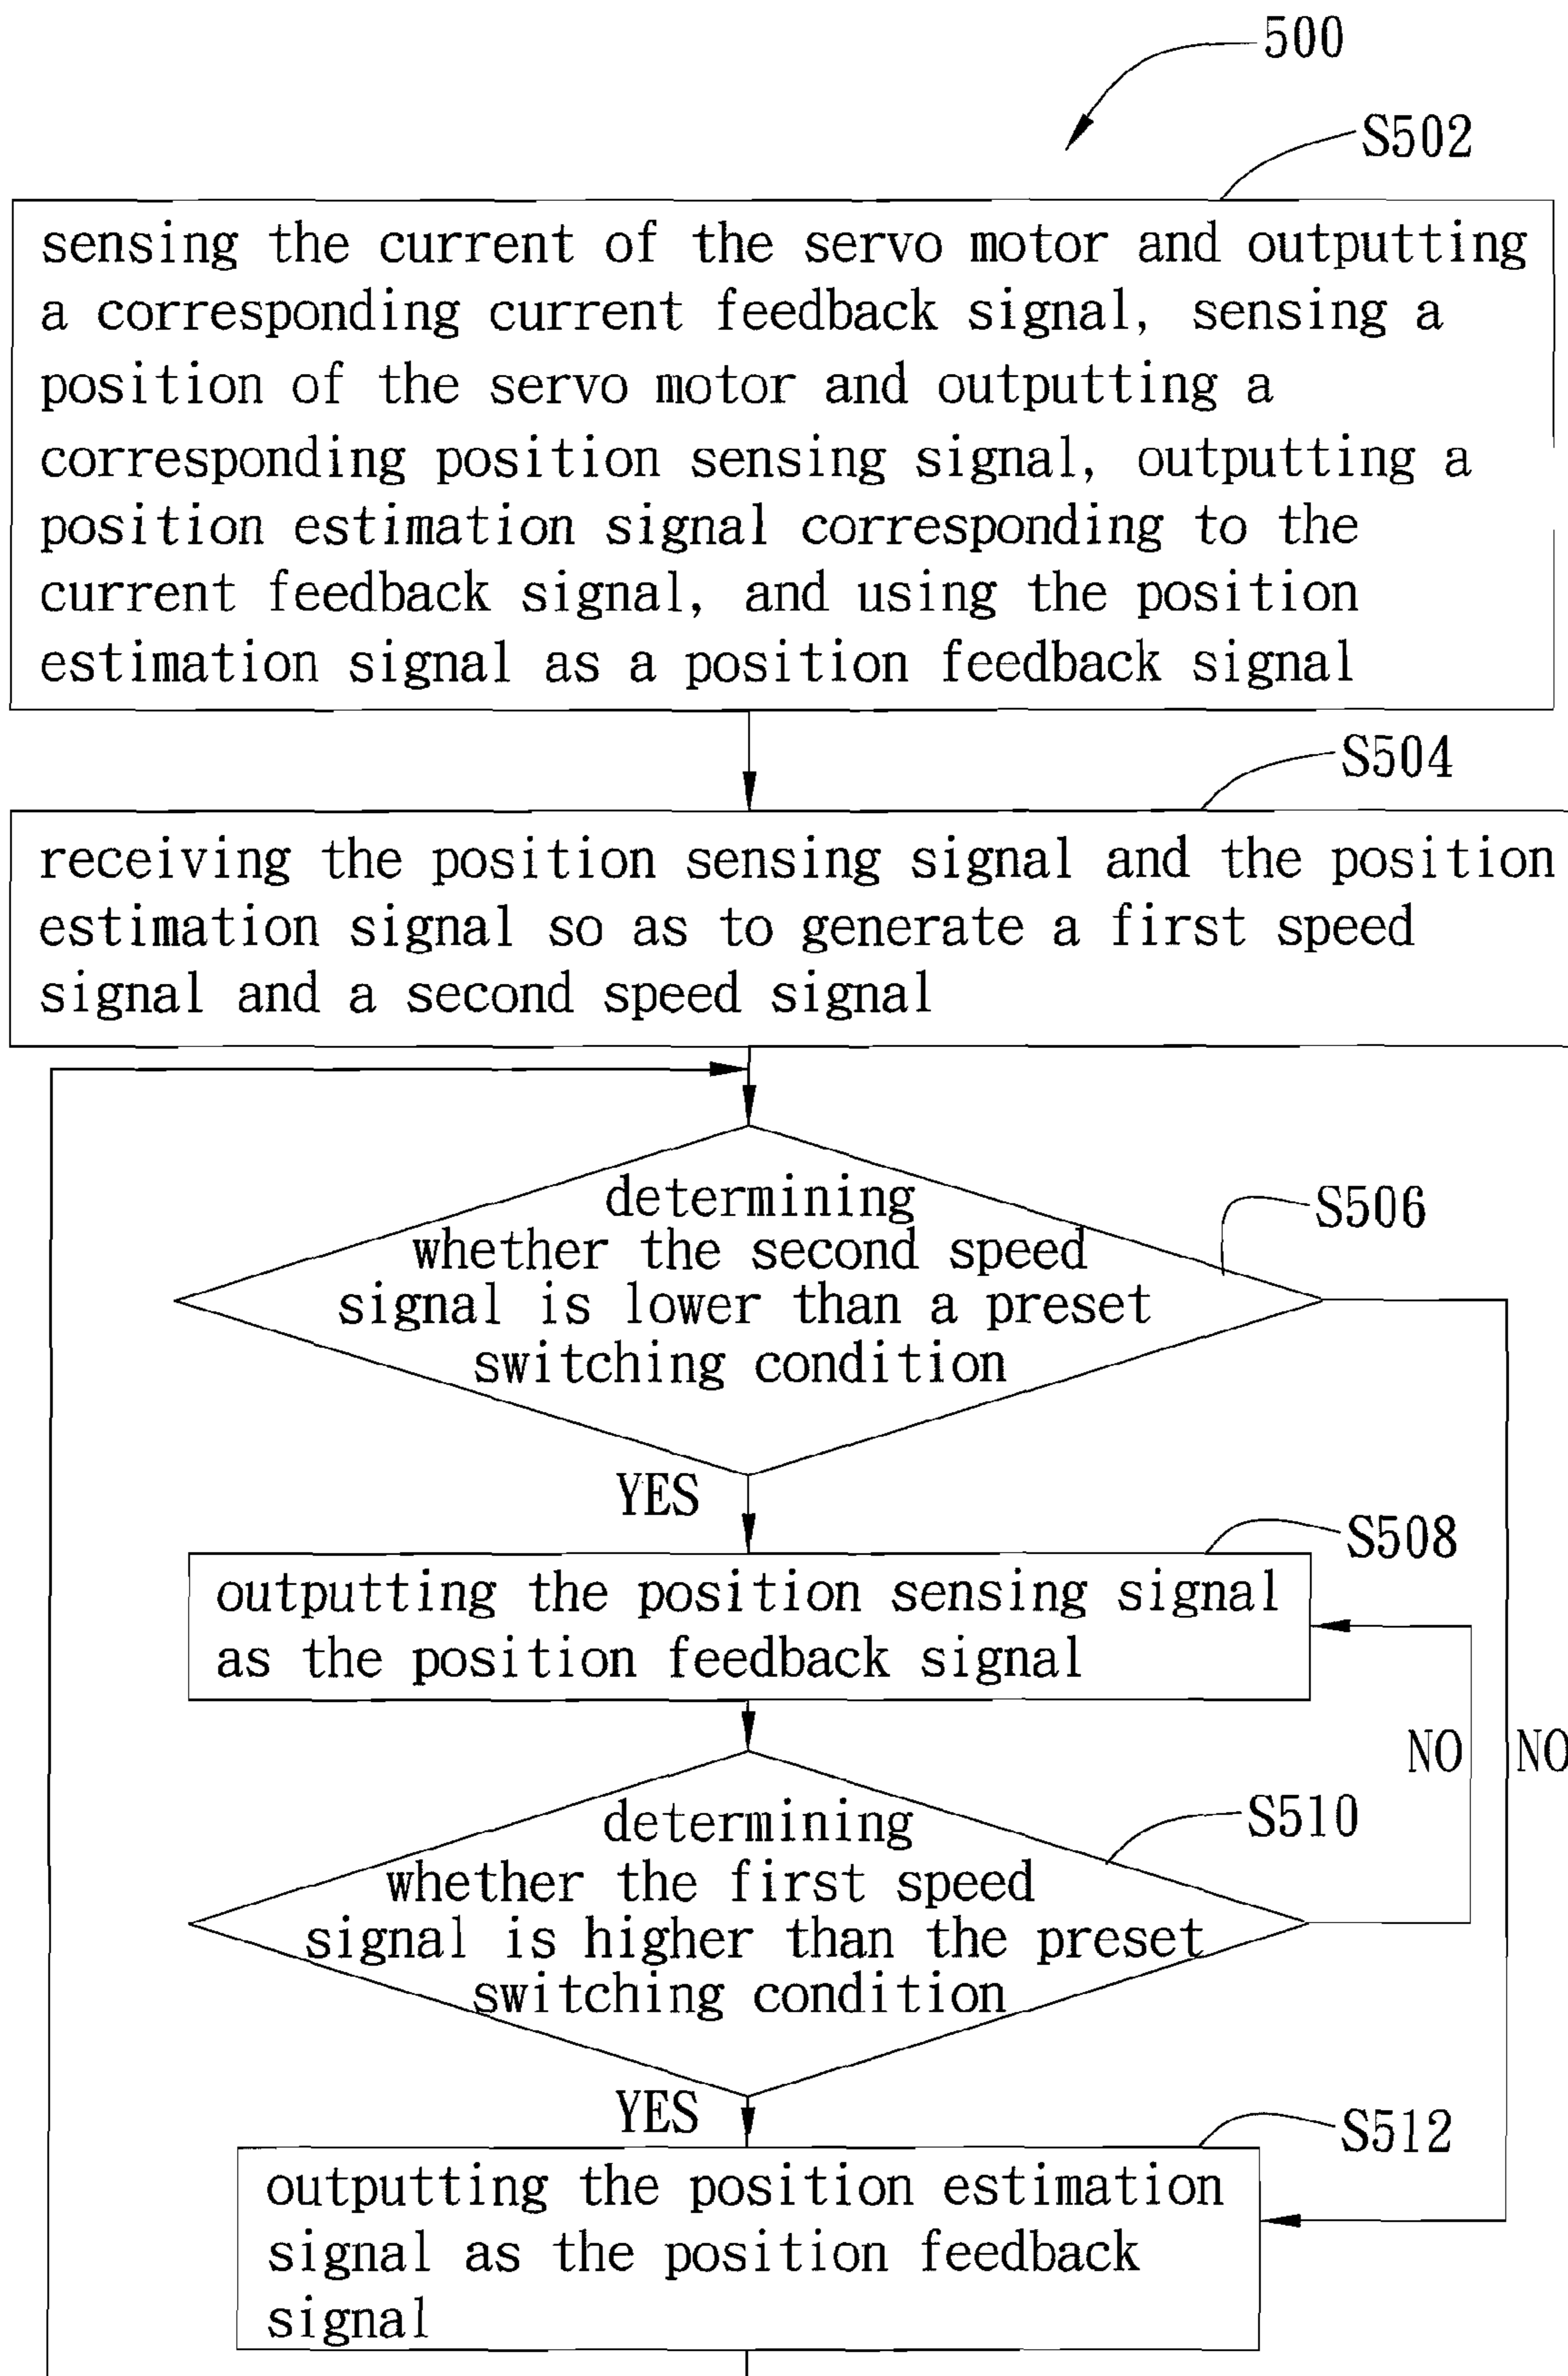 500
S502
sensing the current of the servo motor and outputting
a corresponding current feedback signal, sensing a
position of the servo motor and outputting a
corresponding position sensing signal, outputting a
position estimation signal corresponding to the
current feedback signal, and using the position
estimation signal as a position feedback signal
S504
receiving the position sensing signal and the position
estimation signal so as to generate a first speed
signal and a second speed signal
determining
whether the second speed
signal is lower than a preset
switching condition
S506
YES
S508
outputting the position sensing signal
as the position feedback signal
NO
NO
determining
whether the first speed
signal is higher than the preset
switching condition
S510
YES
S512
outputting the position estimation
signal as the position feedback
signal